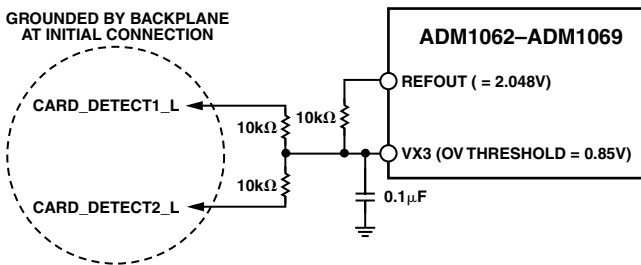 GROUNDED BY BACKPLANE
AT INITIAL CONNECTION
ADM1062–ADM1069
REFOUT ( = 2.048V)
CARD_DETECT1_L
10kΩ
10kΩ
VX3 (OV THRESHOLD = 0.85V)
10kΩ
CARD_DETECT2_L
0.1μF